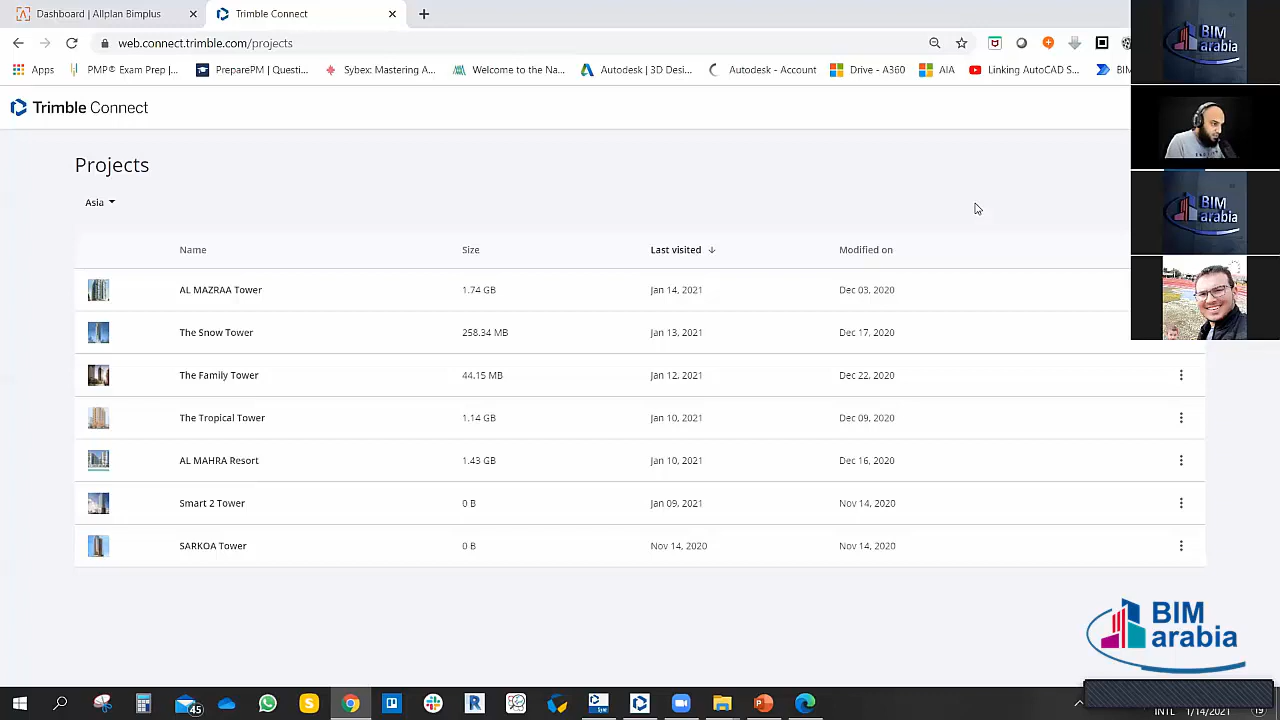 Dashboard | Allplan Bimplus
Trimble Connect
web.connect.trimble.com/projects
Apps
PMP® Exam Prep |...
PreparePM | Questi...
Sybex: Mastering ...
Autodesk | 3D Desi...
Autodesk - Account
Drive - A360
AIA
Linking AutoCAD S...
Trimble Connect
Projects
Asia
Name Size Last visited Modified on
AL MAZRAA Tower 1.74 GB Jan 14, 2021 Dec 03, 2020
The Snow Tower 258.34 MB Jan 13, 2021 Dec 17, 2020
The Family Tower 44.15 MB Jan 12, 2021 Dec 22, 2020
The Tropical Tower 1.14 GB Jan 10, 2021 Dec 09, 2020
AL MAHRA Resort 1.43 GB Jan 10, 2021 Dec 16, 2020
Smart 2 Tower 0 B Jan 09, 2021 Nov 14, 2020
SARKOA Tower 0 B Nov 14, 2020 Nov 14, 2020
BIM
arabia
BIM
arabia
BIM
arabia
45
INTL 1/14/2021 19